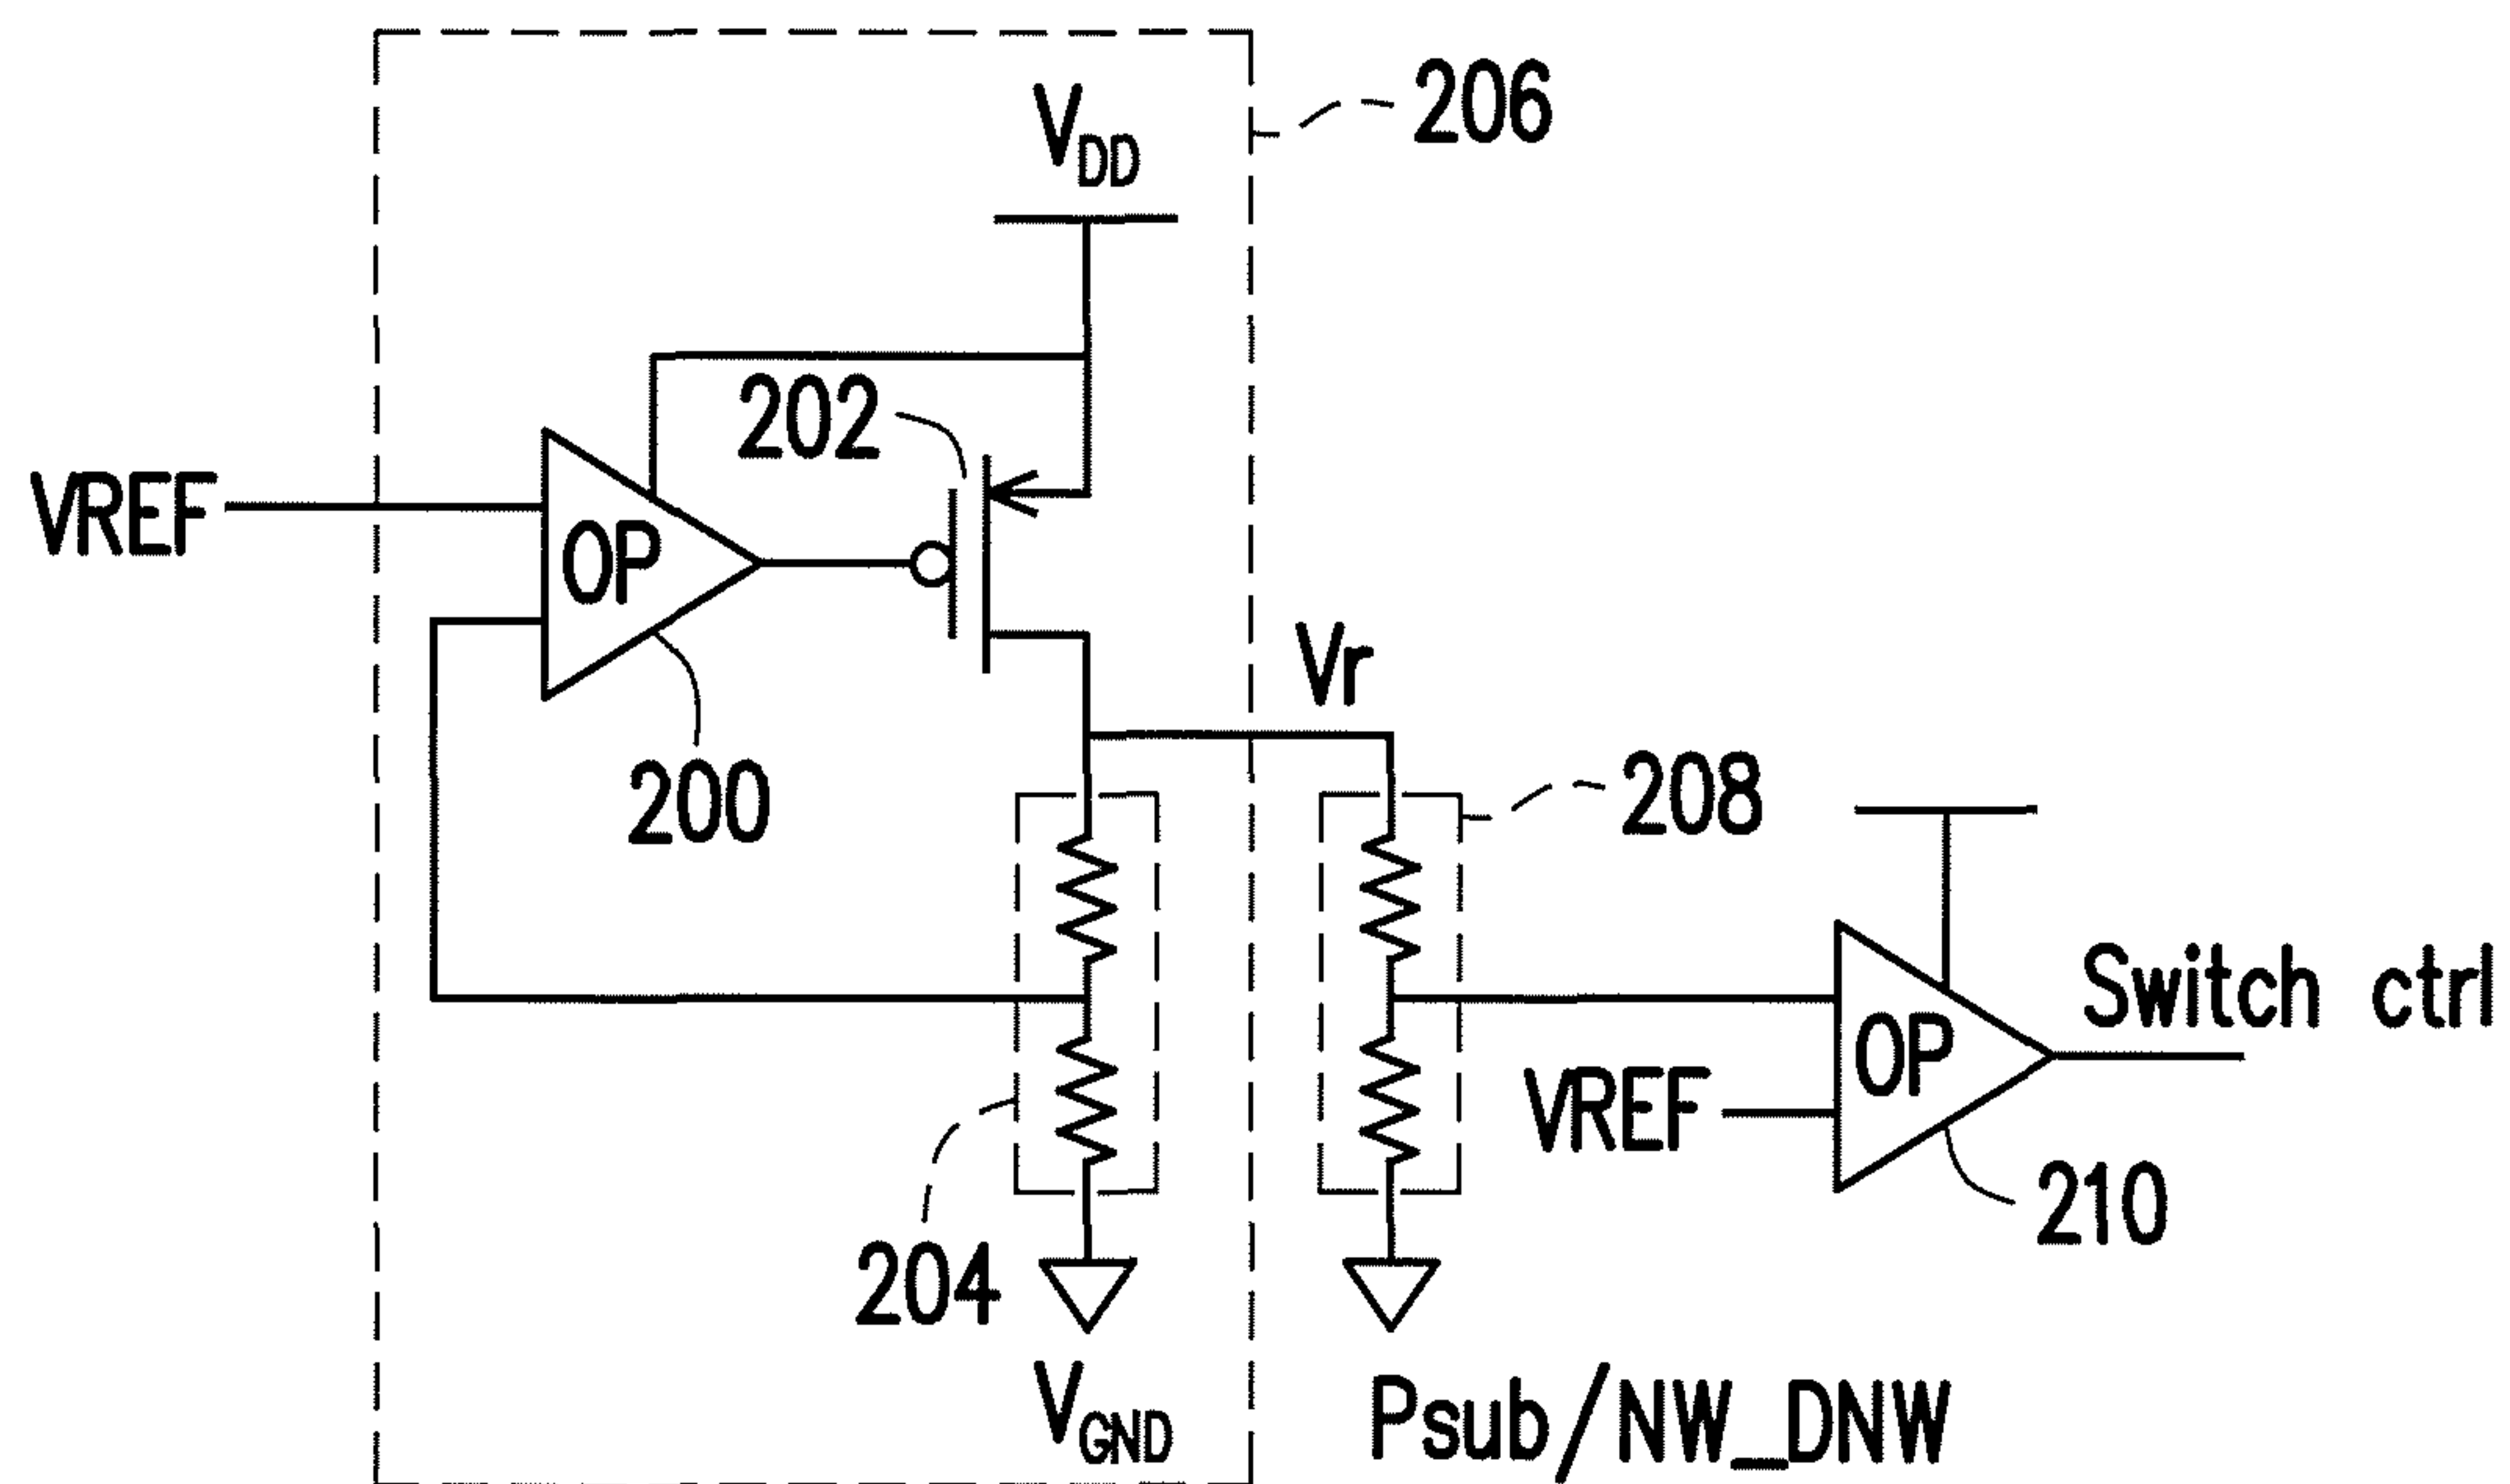 206
VDD
202
VREF
OP
Vr
200
208
Switch ctrl
OP
VREF
210
204
VGND
Psub/NW_DNW